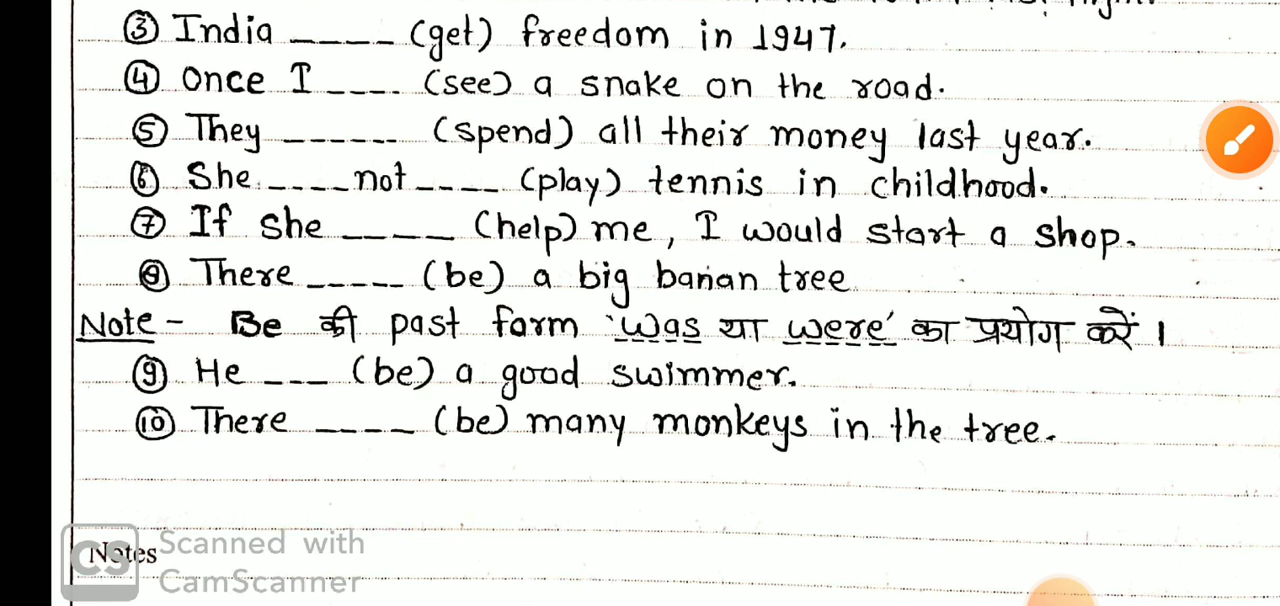 ③ India ____ (get) freedom in 1947.
④ Once I ____ (see) a snake on the road.
⑤ They ______ (spend) all their money last year.
⑥ She ____ not ____ (play) tennis in childhood.
⑦ If she ____ (help) me, I would start a shop.
⑧ There _____ (be) a big banian tree
Note - Be की past form 'was या were' का प्रयोग करें।
⑨ He ___ (be) a good swimmer.
⑩ There ____ (be) many monkeys in the tree.
Notes
CS Scanned with
CamScanner